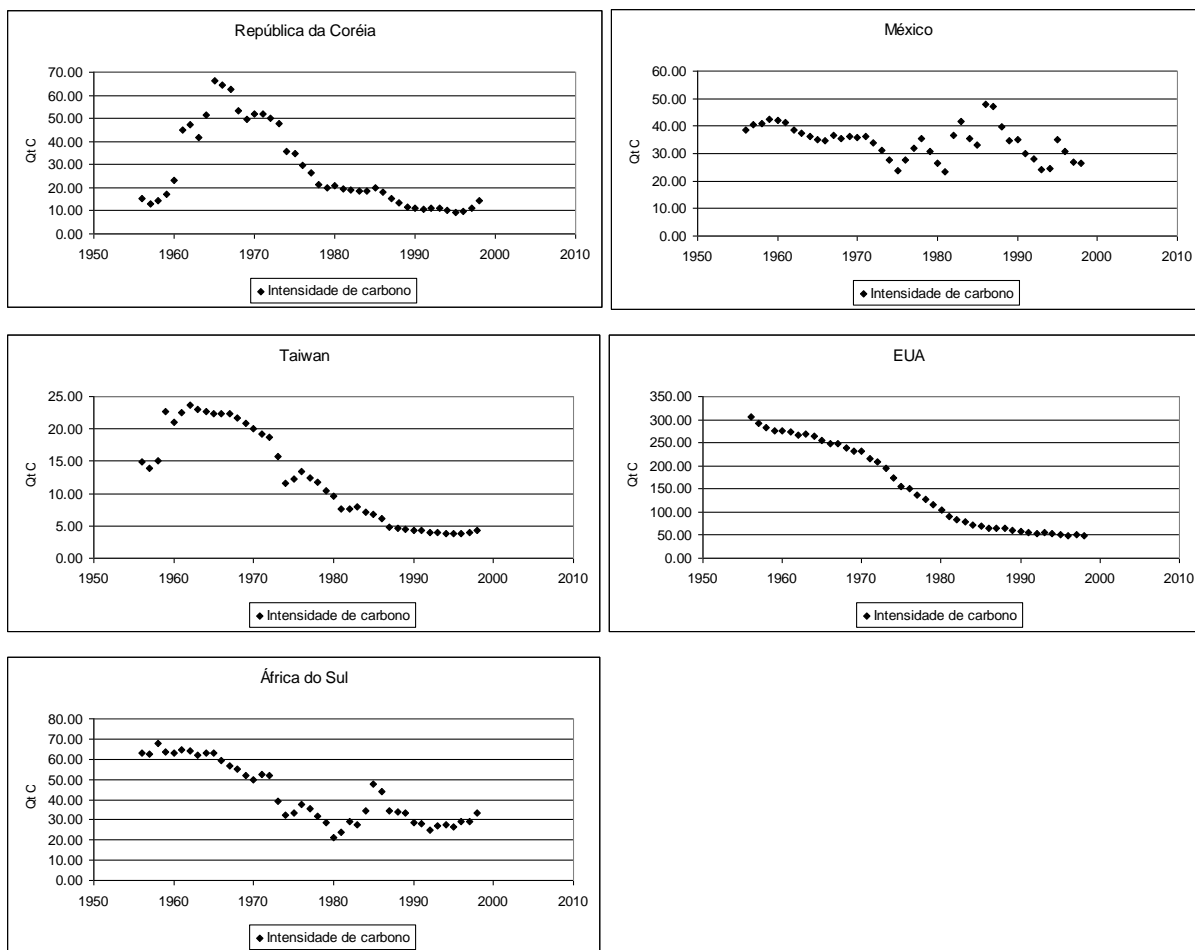 República da Coréia
70.00
60.00
50.00
40.00
30.00
20.00
10.00
0.00
Qt C
1950 1960 1970 1980 1990 2000 2010
Intensidade de carbono
México
60.00
50.00
40.00
30.00
20.00
10.00
0.00
Qt C
1950 1960 1970 1980 1990 2000 2010
Intensidade de carbono
Taiwan
25.00
20.00
15.00
10.00
5.00
0.00
Qt C
1950 1960 1970 1980 1990 2000 2010
Intensidade de carbono
EUA
350.00
300.00
250.00
200.00
150.00
100.00
50.00
0.00
Qt C
1950 1960 1970 1980 1990 2000 2010
Intensidade de carbono
África do Sul
80.00
70.00
60.00
50.00
40.00
30.00
20.00
10.00
0.00
Qt C
1950 1960 1970 1980 1990 2000 2010
Intensidade de carbono